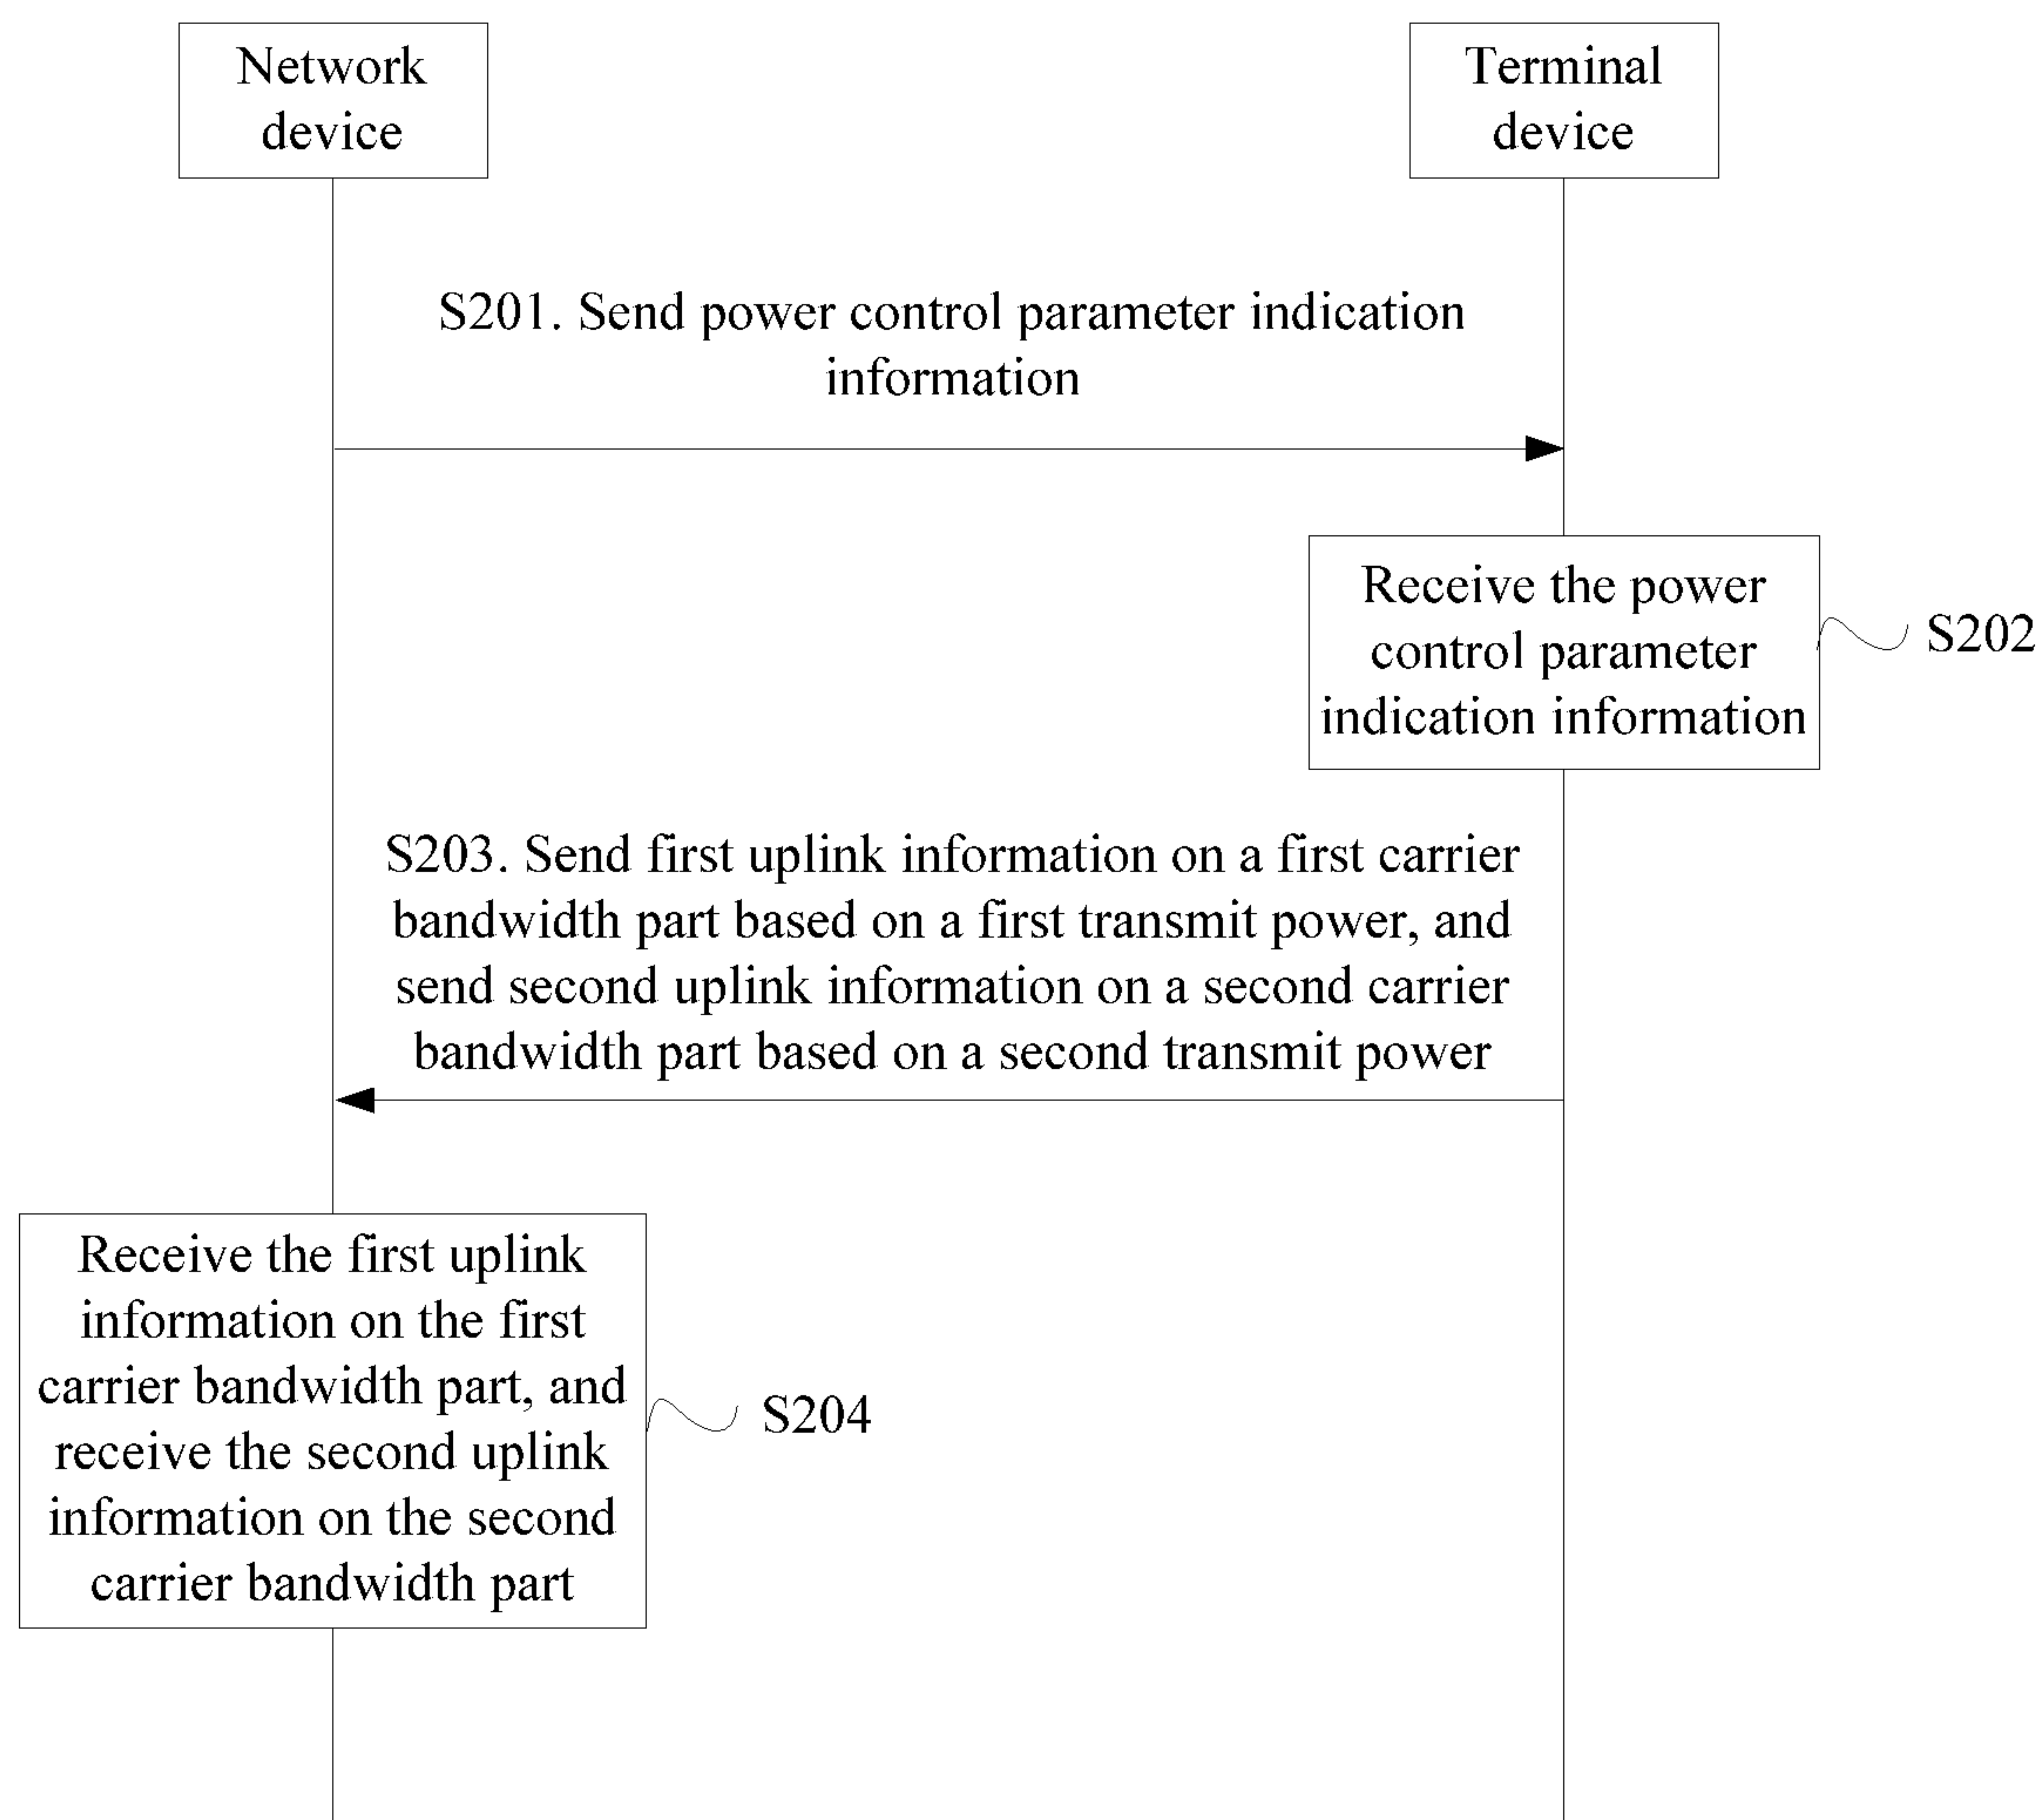 Network
device
Terminal
device
S201. Send power control parameter indication
information
Receive the power
control parameter
indication information
S202
S203. Send first uplink information on a first carrier
bandwidth part based on a first transmit power, and
send second uplink information on a second carrier
bandwidth part based on a second transmit power
Receive the first uplink
information on the first
carrier bandwidth part, and
receive the second uplink
information on the second
carrier bandwidth part
S204